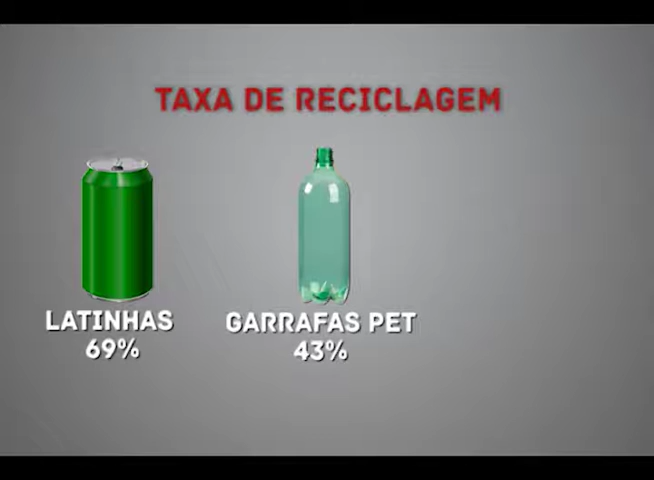 TAXA DE RECICLAGEM
LATINHAS
69%
GARRAFAS PET
43%